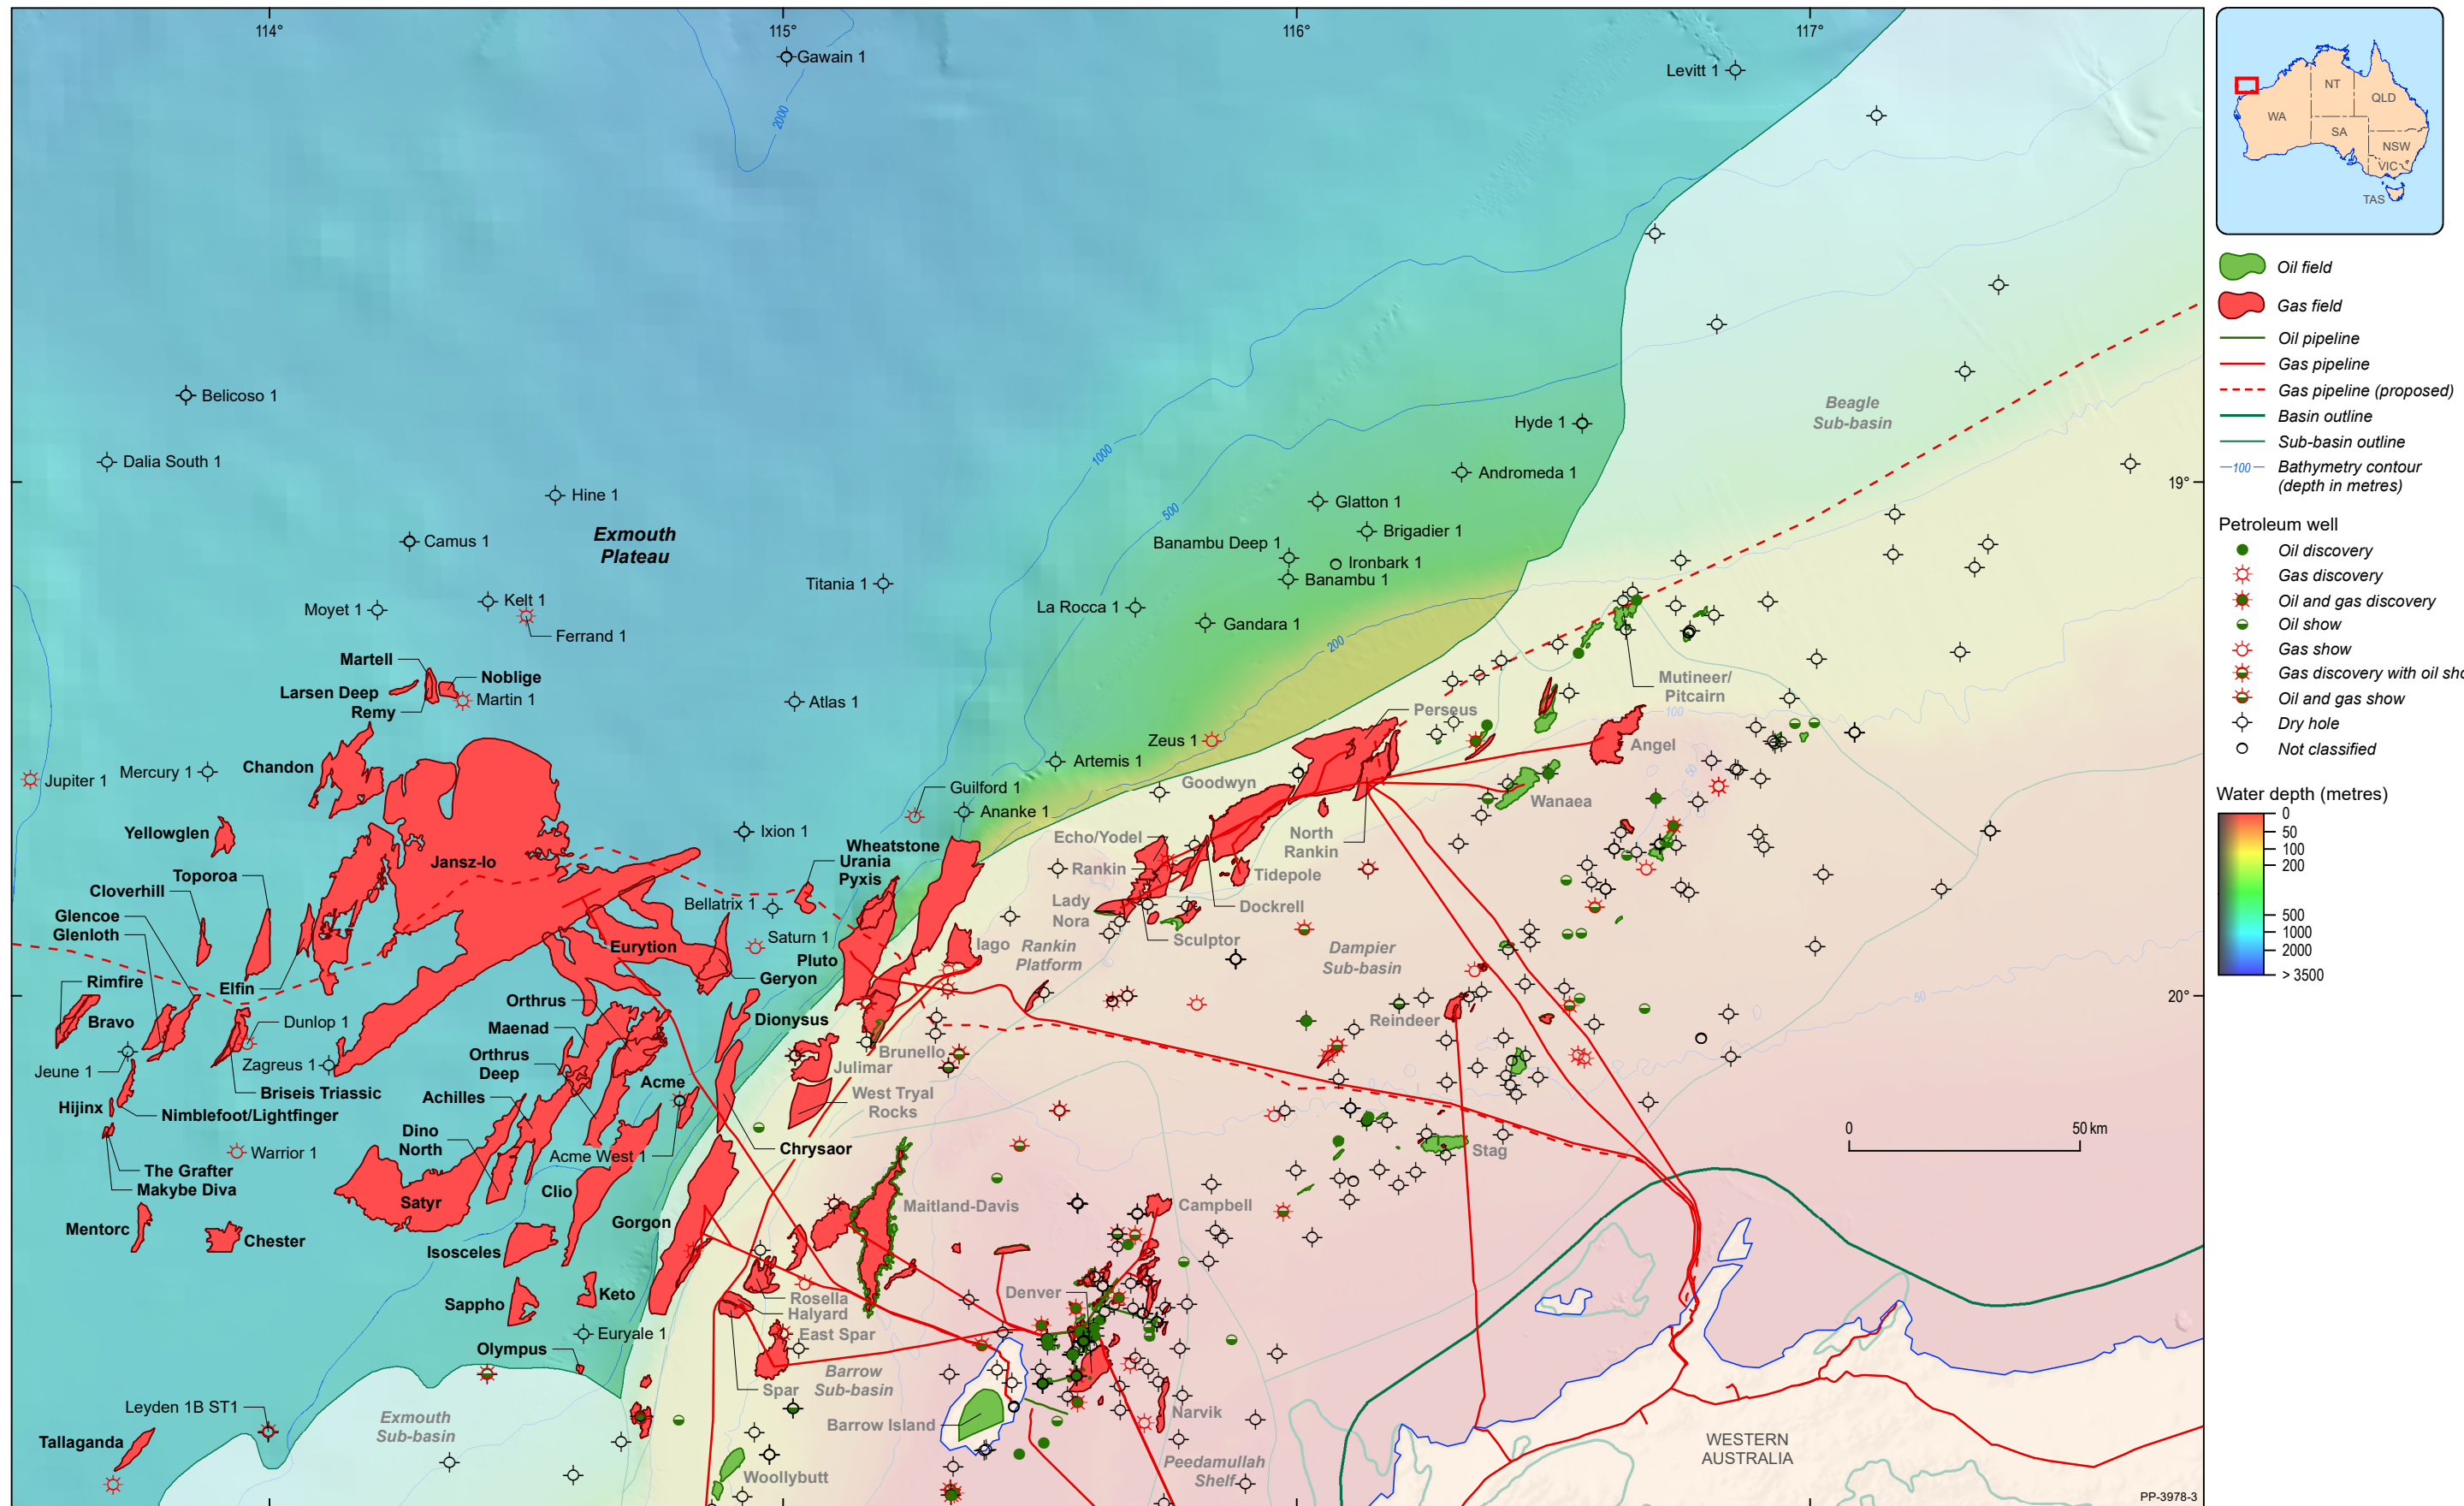 114°
115°
116°
117°
Gawain 1
2000
Levitt 1
Belicoso 1
Dalia South 1
Hine 1
Camus 1
Exmouth
Plateau
Titania 1
Kelt 1
Moyet 1
Ferrand 1
Martell
Noblige
Larsen Deep
Martin 1
Remy
Atlas 1
Hyde 1
Andromeda 1
Glatton 1
Brigadier 1
Banambu Deep 1
Ironbark 1
Banambu 1
La Rocca 1
Gandara 1
1000
500
200
Beagle
Sub-basin
19°
Mutineer/
Pitcairn
100
Perseus
Angel
50
Zeus 1
Artemis 1
Goodwyn
Wanaea
Chandon
Mercury 1
Jupiter 1
Guilford 1
Ananke 1
Yellowglen
Ixion 1
Jansz-Io
Wheatstone
Urania
Pyxis
Echo/Yodel
Rankin
North
Rankin
Tidepole
Toporoa
Cloverhill
Bellatrix 1
Lady
Nora
Dockrell
Glencoe
Glenloth
Saturn 1
Eurytion
Sculptor
Iago
Rankin
Platform
Dampier
Sub-basin
Pluto
Rimfire
Elfin
Geryon
20°
50
Bravo
Dunlop 1
Orthrus
Maenad
Dionysus
Reindeer
Brunello
Julimar
Jeune 1
Zagreus 1
Orthrus
Deep
Briseis Triassic
Achilles
Acme
West Tryal
Rocks
Hijinx
Nimblefoot/Lightfinger
Dino
North
Warrior 1
Acme West 1
Chrysaor
Stag
The Grafter
Makybe Diva
Satyr
Clio
Maitland-Davis
Campbell
Mentorc
Chester
Gorgon
Isosceles
Denver
Rosella
Halyard
East Spar
Sappho
Keto
Euryale 1
Olympus
Barrow
Sub-basin
Spar
Leyden 1B ST1
Exmouth
Sub-basin
Barrow Island
Narvik
Tallaganda
Woollybutt
Peedamullah
Shelf
WESTERN
AUSTRALIA
0
50 km
PP-3978-3
WA
NT
QLD
SA
NSW
VIC
TAS
Oil field
Gas field
Oil pipeline
Gas pipeline
Gas pipeline (proposed)
Basin outline
Sub-basin outline
100
Bathymetry contour
(depth in metres)
Petroleum well
Oil discovery
Gas discovery
Oil and gas discovery
Oil show
Gas show
Gas discovery with oil sho
Oil and gas show
Dry hole
Not classified
Water depth (metres)
0
50
100
200
500
1000
2000
> 3500